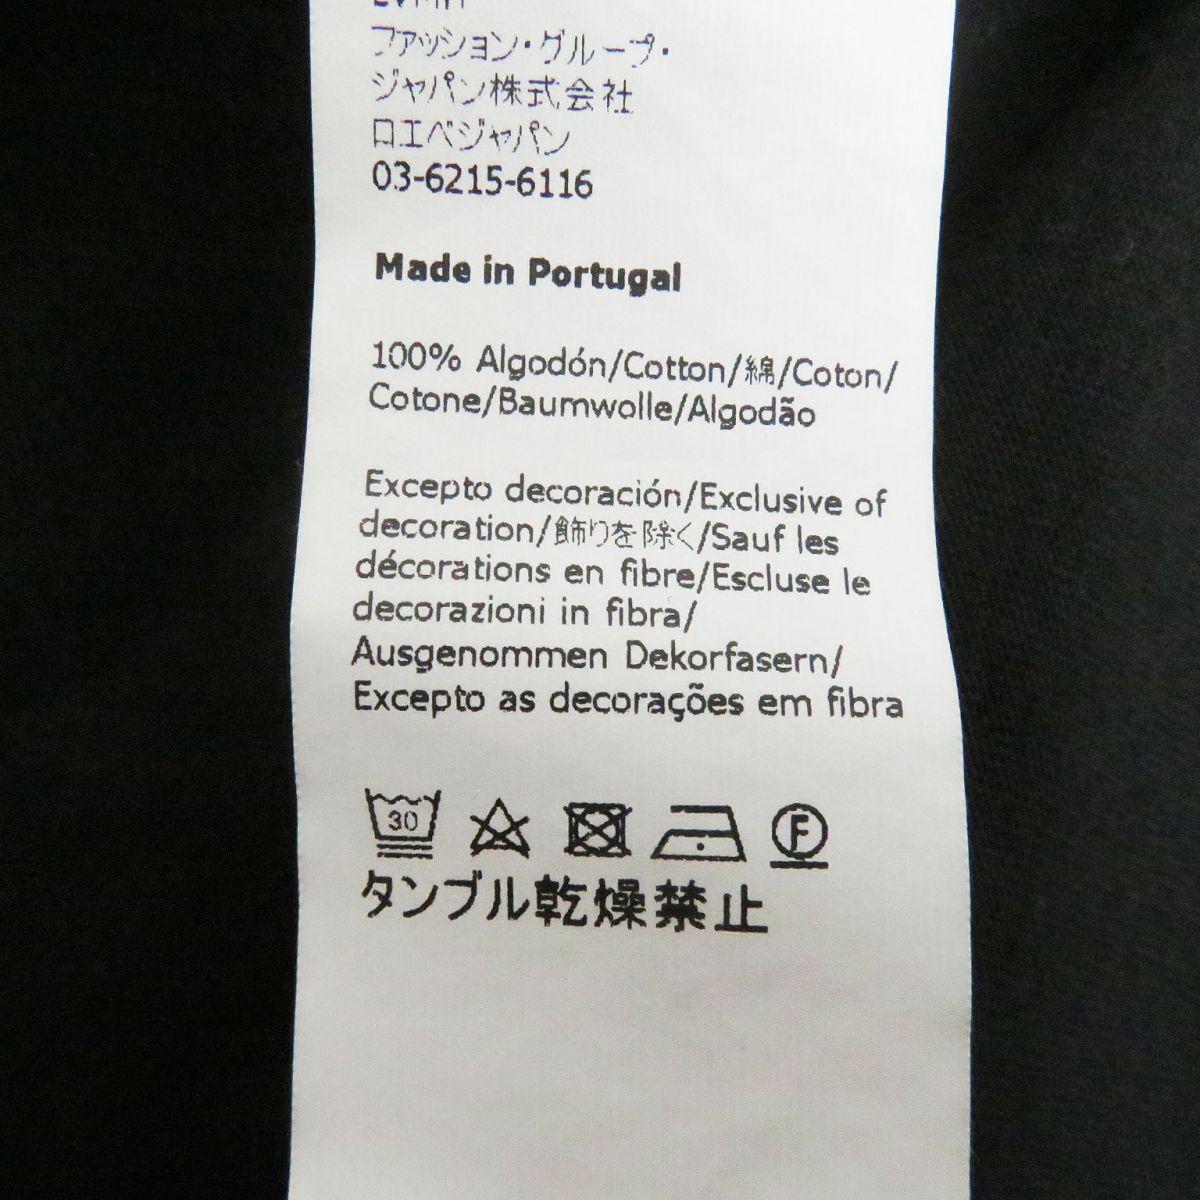 ファッション・グループ・
ジャパン株式会社
ロエベジャパン
03-6215-6116
Made in Portugal
100% Algodón/Cotton/綿/Coton/
Cotone/Baumwolle/Algodão
Excepto decoración/Exclusive of
decoration/飾りを除く/Sauf les
décorations en fibre/Escluse le
decorazioni in fibra/
Ausgenommen Dekorfasern/
Excepto as decorações em fibra
30 F
タンブル乾燥禁止